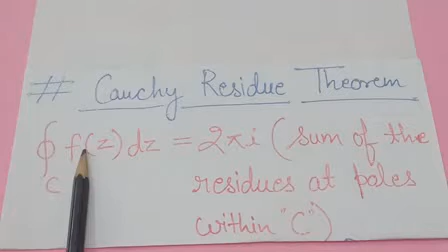 # Cauchy Residue Theorem
∮ f(z) dz = 2πi ( sum of the
C residues at poles
within "C")